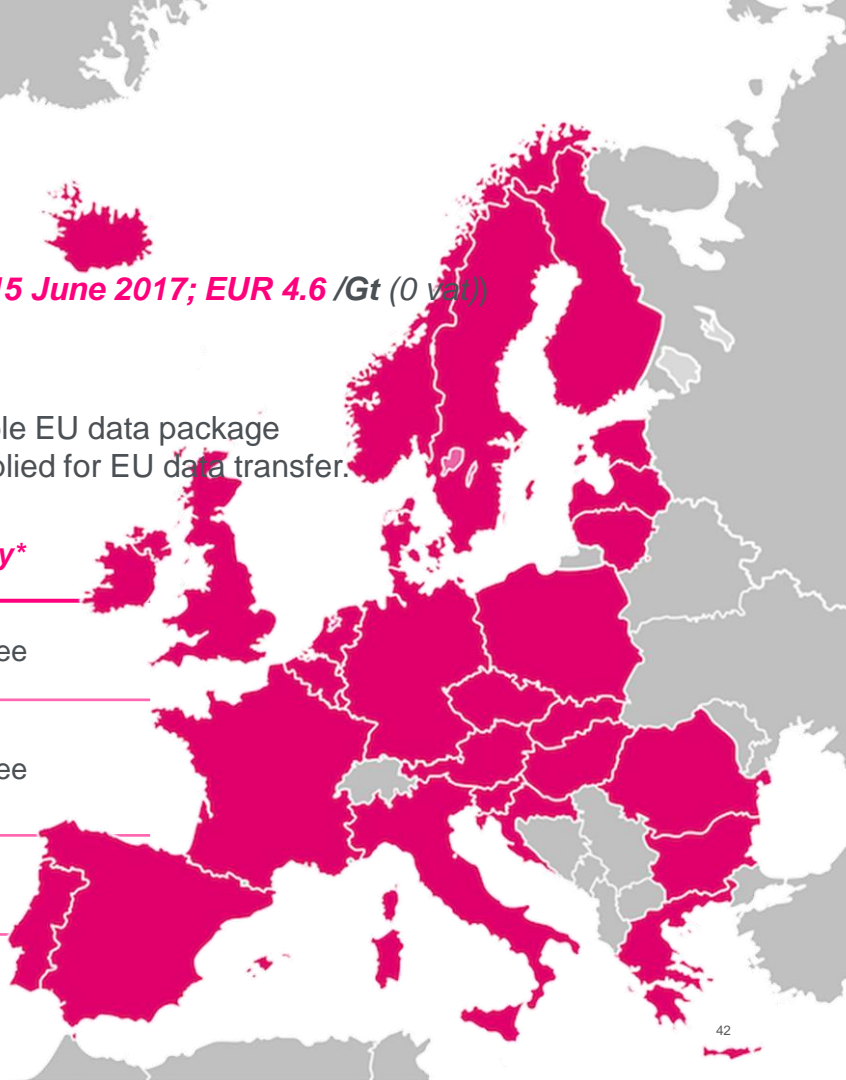 5 June 2017; EUR 4.6 /Gt (0 vat))
le EU data package
plied for EU data transfer.
y*
ee
ee
42